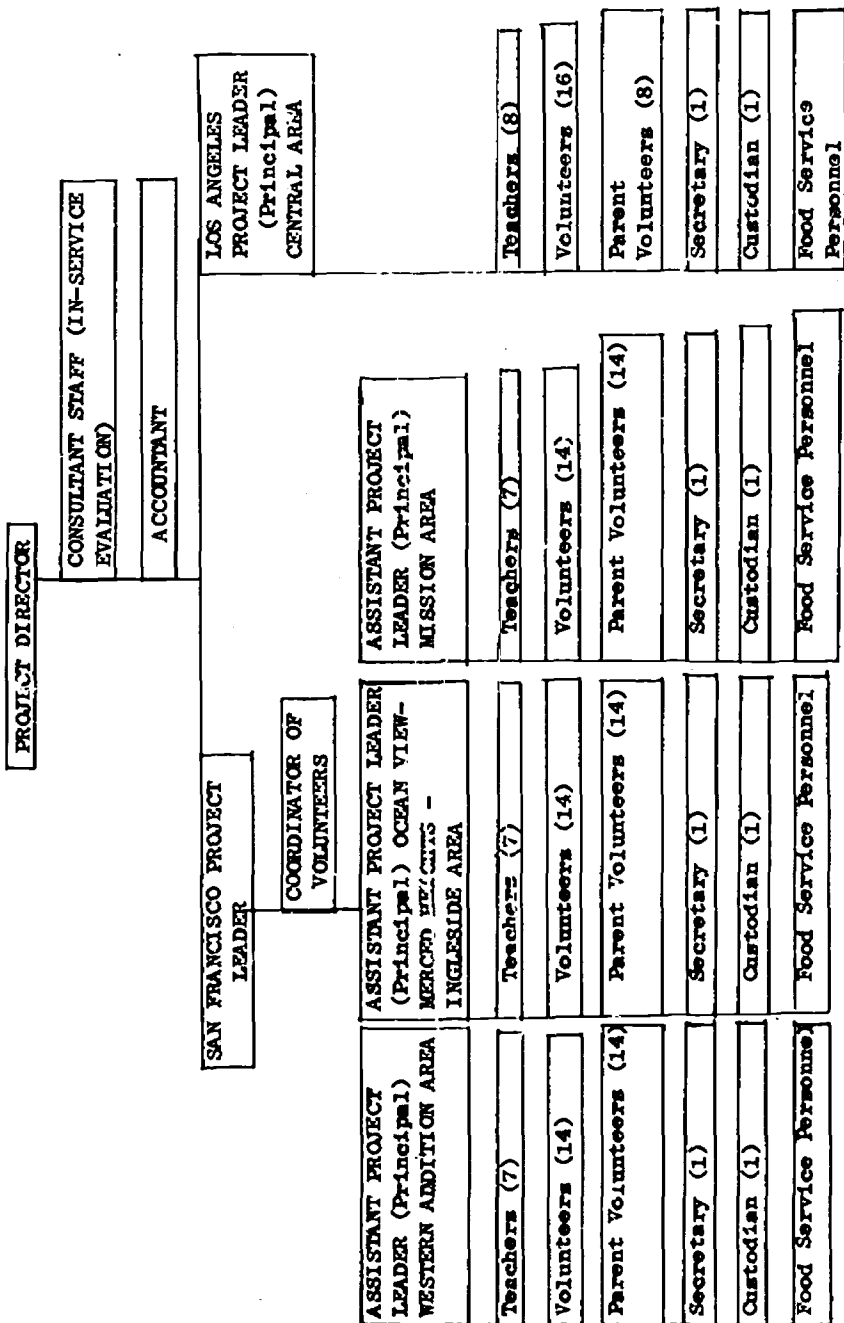 PROJECT DIRECTOR
CONSULTANT STAFF (IN-SERVICE
EVALUATION)
ACCOUNTANT
SAN FRANCISCO PROJECT
LEADER
LOS ANGELES
PROJECT LEADER
(Principal)
CENTRAL AREA
COORDINATOR OF
VOLUNTEERS
ASSISTANT PROJECT
LEADER (Principal)
WESTERN ADDITION AREA
Teachers (7)
Volunteers (14)
Parent Volunteers (14)
Secretary (1)
Custodian (1)
Food Service Personnel
ASSISTANT PROJECT LEADER
(Principal) OCEAN VIEW-
MERCED HEIGHTS -
INGLESIDE AREA
Teachers (7)
Volunteers (14)
Parent Volunteers (14)
Secretary (1)
Custodian (1)
Food Service Personnel
ASSISTANT PROJECT
LEADER (Principal)
MISSION AREA
Teachers (7)
Volunteers (14)
Parent Volunteers (14)
Secretary (1)
Custodian (1)
Food Service Personnel
Teachers (8)
Volunteers (16)
Parent
Volunteers (8)
Secretary (1)
Custodian (1)
Food Service
Personnel